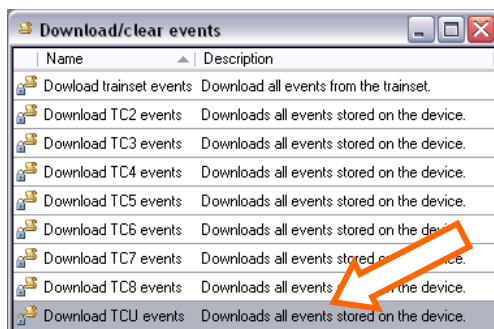 Download/clear events
Name Description
Dowload trainset events Download all events from the trainset.
Download TC2 events Downloads all events stored on the device.
Download TC3 events Downloads all events stored on the device.
Download TC4 events Downloads all events stored on the device.
Download TC5 events Downloads all events stored on the device.
Download TC6 events Downloads all events stored on the device.
Download TC7 events Downloads all events stored on the device.
Download TC8 events Downloads all events on the device.
Download TCU events Downloads all events stored on the device.